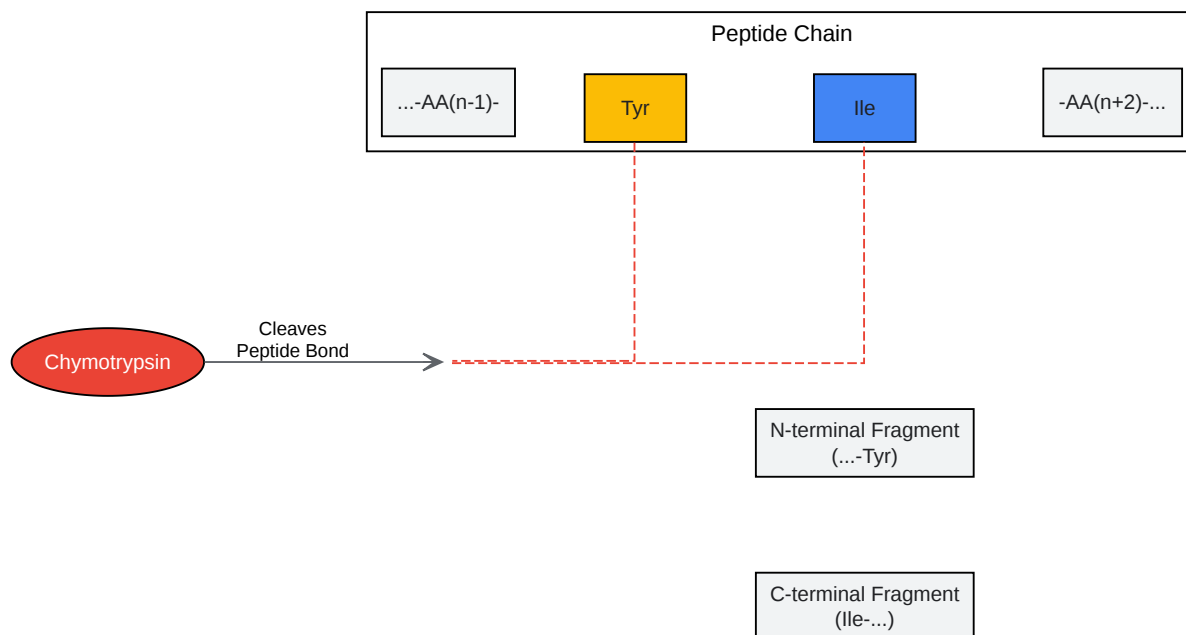 Peptide Chain
...-AA(n-1)-
Tyr
Ile
-AA(n+2)-...
Chymotrypsin
Cleaves
Peptide Bond
N-terminal Fragment
(...-Tyr)
C-terminal Fragment
(Ile-...)